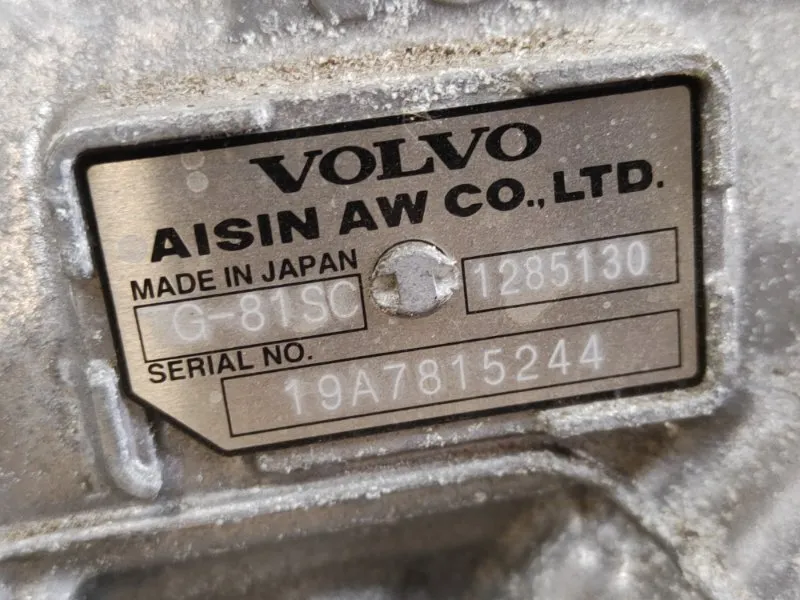 VOLVO
AISIN AW CO., LTD.
MADE IN JAPAN
G-81SC 1285130
SERIAL NO.
19A7815244